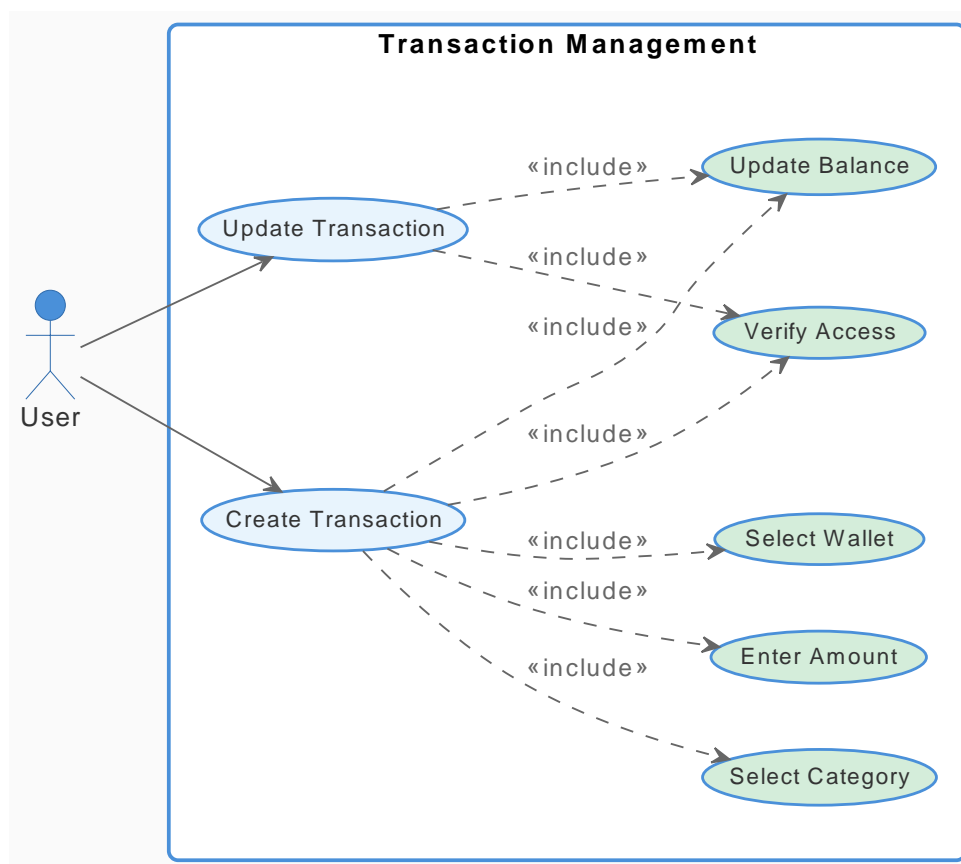 Transaction Management
«include»
Update Balance
Update Transaction
«include»
«include»
Verify Access
User
«include»
Create Transaction
«include»
Select Wallet
«include»
Enter Amount
«include»
Select Category